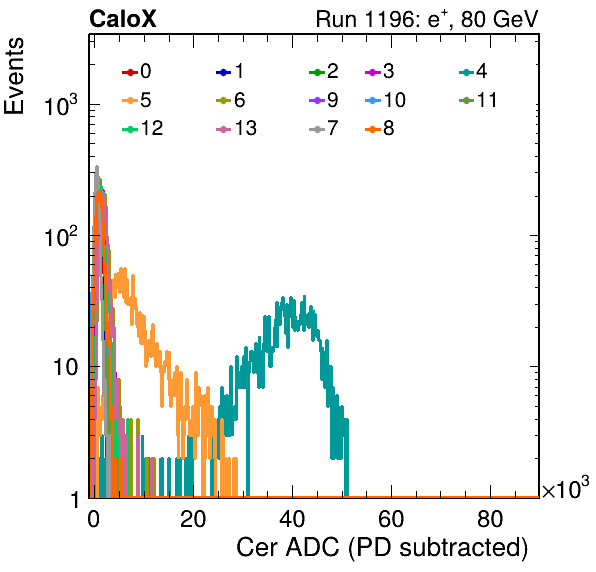 CaloX Run 1196: e⁺, 80 GeV
Events
0 1 2 3 4
5 6 9 10 11
12 13 7 8
10³
10²
10
1
0 20 40 60 80
×10³
Cer ADC (PD subtracted)